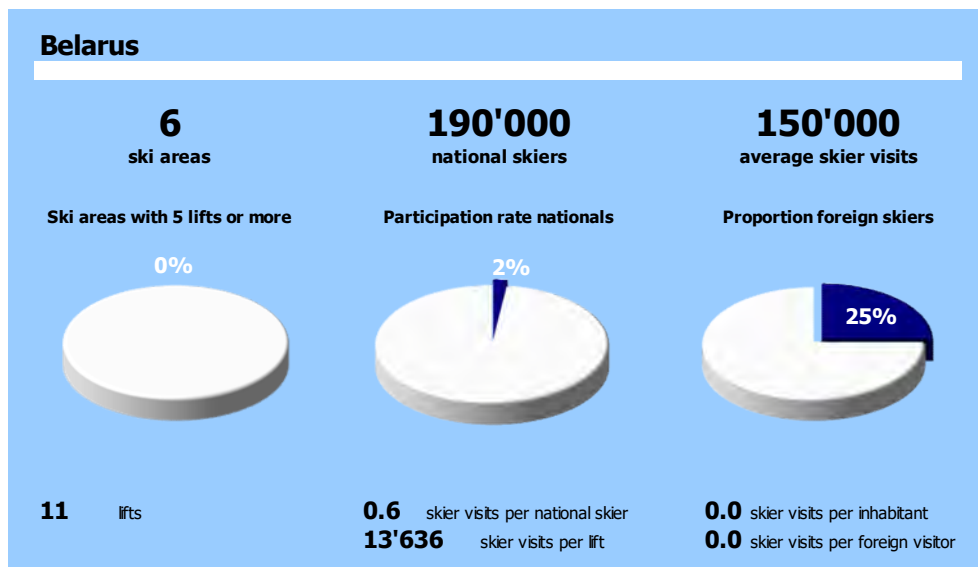 Belarus
6
ski areas
190'000
national skiers
150'000
average skier visits
Ski areas with 5 lifts or more
Participation rate nationals
Proportion foreign skiers
0%
2%
25%
11 lifts
0.6 skier visits per national skier
13'636 skier visits per lift
0.0 skier visits per inhabitant
0.0 skier visits per foreign visitor